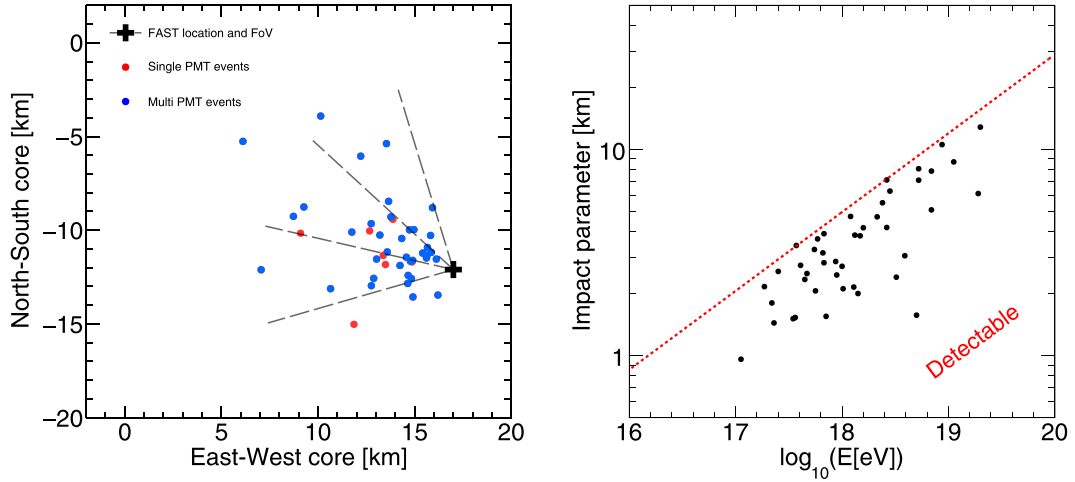 FAST location and FoV
Single PMT events
Multi PMT events
0
−5
−10
−15
−20
0 5 10 15 20
North-South core [km]
East-West core [km]
10
1
16 17 18 19 20
Impact parameter [km]
Detectable
log10(E[eV])